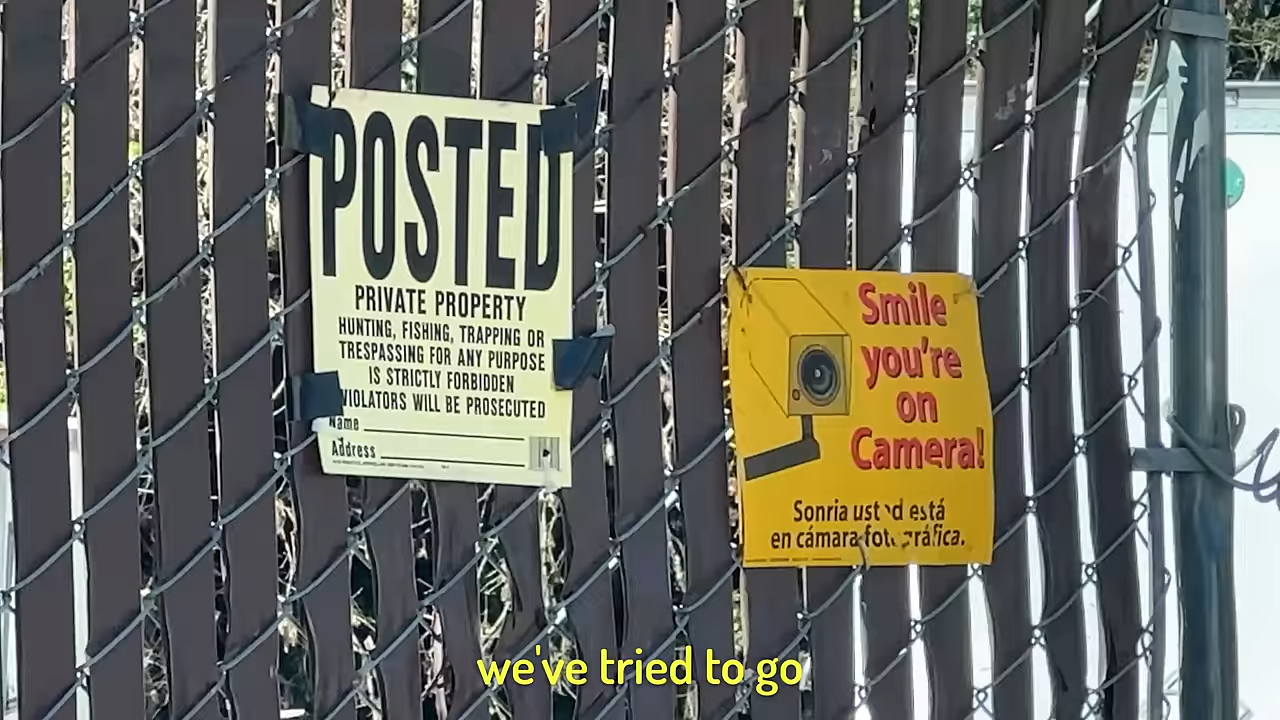 POSTED
PRIVATE PROPERTY
HUNTING, FISHING, TRAPPING OR
TRESPASSING FOR ANY PURPOSE
IS STRICTLY FORBIDDEN
VIOLATORS WILL BE PROSECUTED
Name
Address
Smile
you're
on
Camera!
Sonria usted está
en cámara fotográfica.
we've tried to go